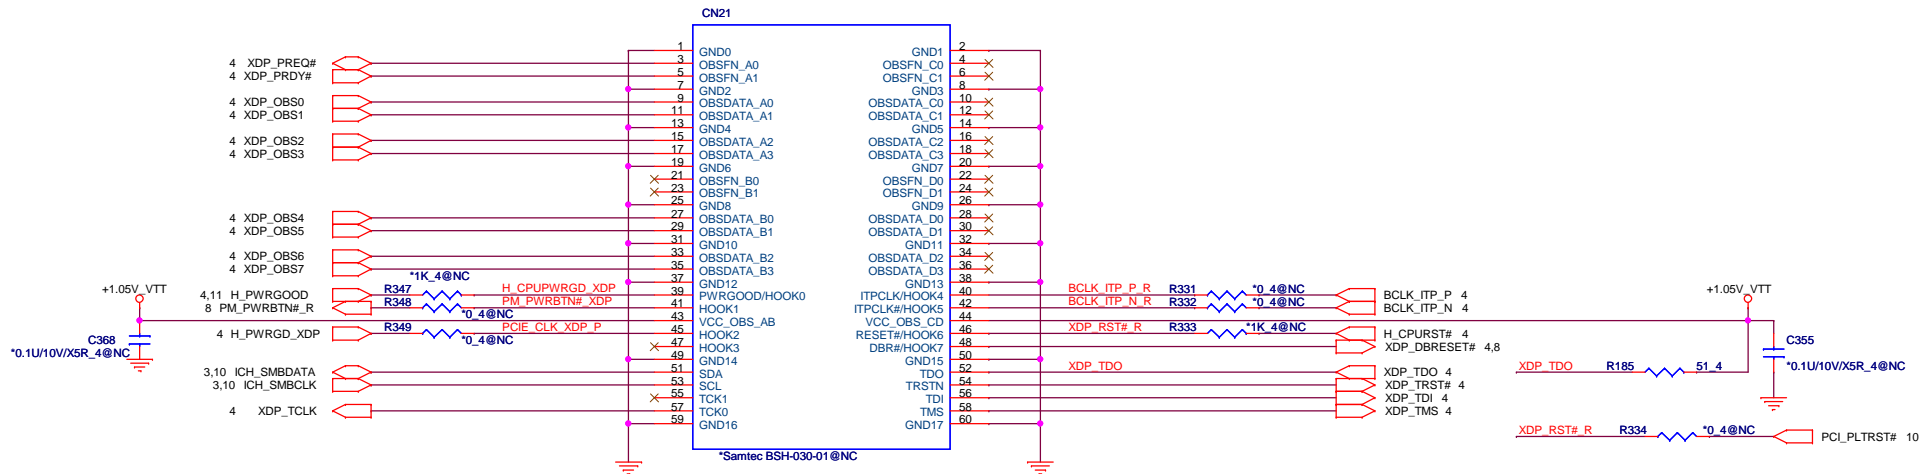 CN21
1 GND0 GND1 2
4 XDP_PREQ# 3 OBSFN_A0 OBSFN_C0 4
4 XDP_PRDY# 5 OBSFN_A1 OBSFN_C1 6
7 GND2 GND3 8
4 XDP_OBS0 9 OBSDATA_A0 OBSDATA_C0 10
4 XDP_OBS1 11 OBSDATA_A1 OBSDATA_C1 12
13 GND4 GND5 14
4 XDP_OBS2 15 OBSDATA_A2 OBSDATA_C2 16
4 XDP_OBS3 17 OBSDATA_A3 OBSDATA_C3 18
19 GND6 GND7 20
21 OBSFN_B0 OBSFN_D0 22
23 OBSFN_B1 OBSFN_D1 24
25 GND8 GND9 26
4 XDP_OBS4 27 OBSDATA_B0 OBSDATA_D0 28
4 XDP_OBS5 29 OBSDATA_B1 OBSDATA_D1 30
31 GND10 GND11 32
4 XDP_OBS6 33 OBSDATA_B2 OBSDATA_D2 34
4 XDP_OBS7 35 OBSDATA_B3 OBSDATA_D3 36
*1K_4@NC
37 GND12 GND13 38
+1.05V_VTT +1.05V_VTT
4,11 H_PWRGOOD R347 H_CPUPWRGD_XDP 39 PWRGOOD/HOOK0 ITPCLK/HOOK4 40 BCLK_ITP_P_R R331 *0_4@NC BCLK_ITP_P 4
8 PM_PWRBTN#_R R348 PM_PWRBTN#_XDP 41 HOOK1 ITPCLK#/HOOK5 42 BCLK_ITP_N_R R332 *0_4@NC BCLK_ITP_N 4
*0_4@NC
43 VCC_OBS_AB VCC_OBS_CD 44
4 H_PWRGD_XDP R349 PCIE_CLK_XDP_P 45 HOOK2 RESET#/HOOK6 46 XDP_RST#_R R333 *1K_4@NC H_CPURST# 4
*0_4@NC
C368
*0.1U/10V/X5R_4@NC
47 HOOK3 DBR#/HOOK7 48 XDP_DBRESET# 4,8
C355
*0.1U/10V/X5R_4@NC
49 GND14 GND15 50
3,10 ICH_SMBDATA 51 SDA TDO 52 XDP_TDO XDP_TDO 4
XDP_TDO R185 51_4
3,10 ICH_SMBCLK 53 SCL TRSTN 54 XDP_TRST# 4
55 TCK1 TDI 56 XDP_TDI 4
4 XDP_TCLK 57 TCK0 TMS 58 XDP_TMS 4
59 GND16 GND17 60
XDP_RST#_R R334 *0_4@NC PCI_PLTRST# 10
*Samtec BSH-030-01@NC